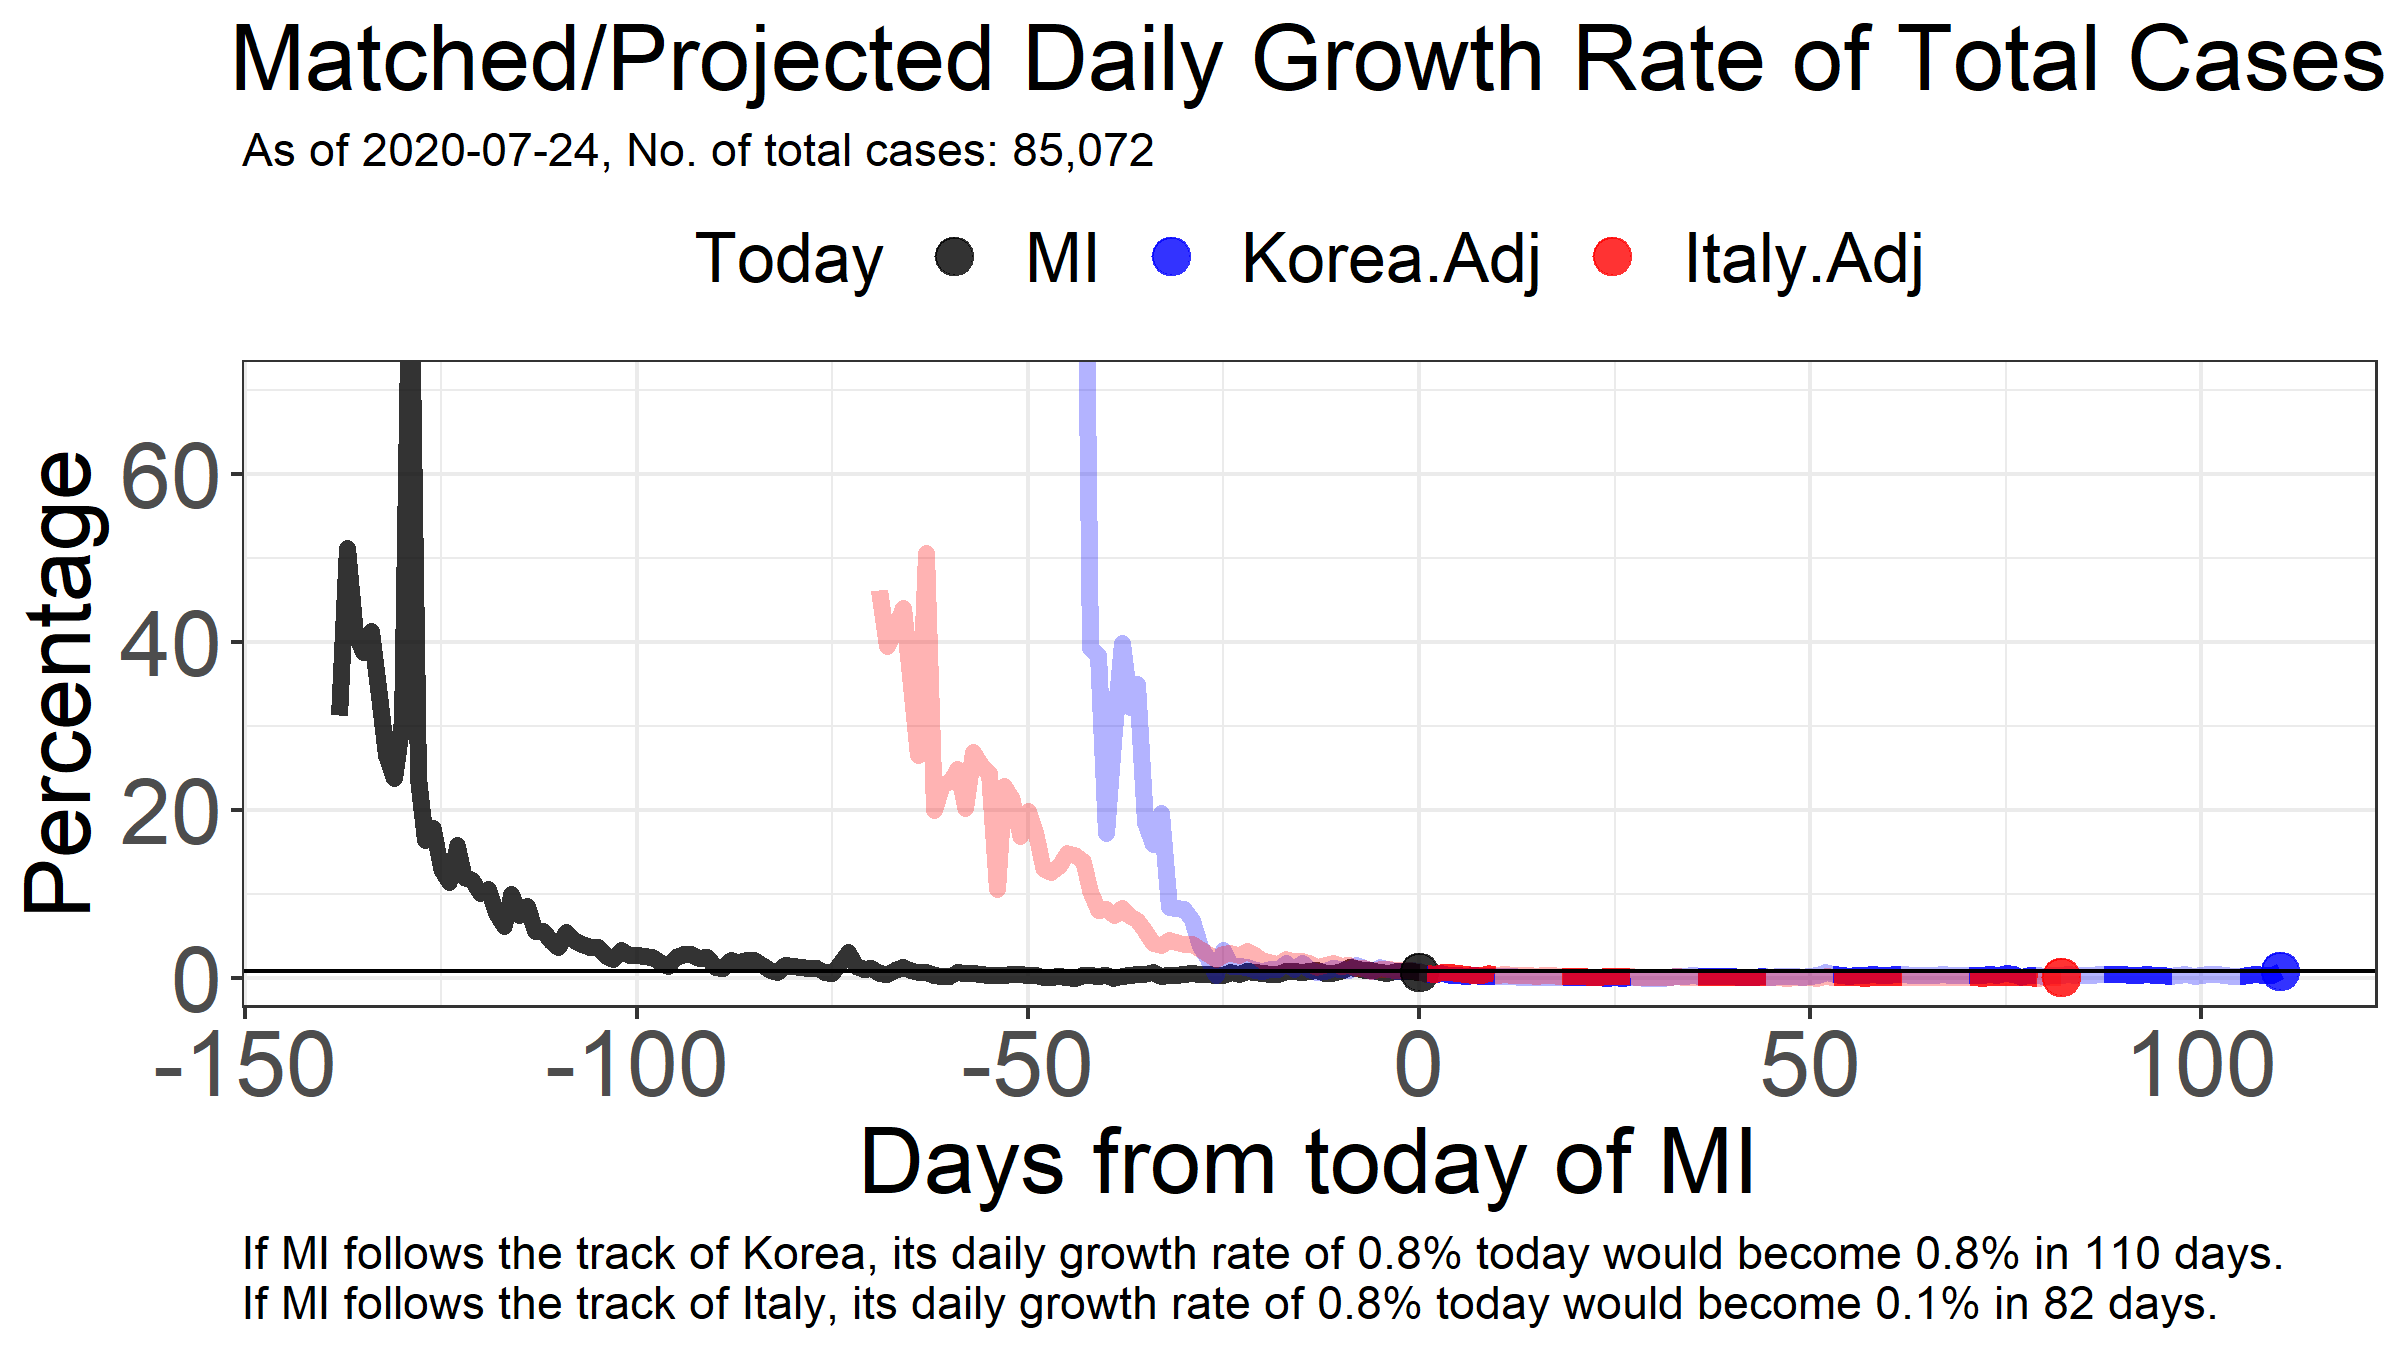 Matched/Projected Daily Growth Rate of Total Cases
As of 2020-07-24, No. of total cases: 85,072
Today MI Korea.Adj Italy.Adj
Percentage
60
40
20
0
-150 -100 -50 0 50 100
Days from today of MI
If MI follows the track of Korea, its daily growth rate of 0.8% today would become 0.8% in 110 days.
If MI follows the track of Italy, its daily growth rate of 0.8% today would become 0.1% in 82 days.